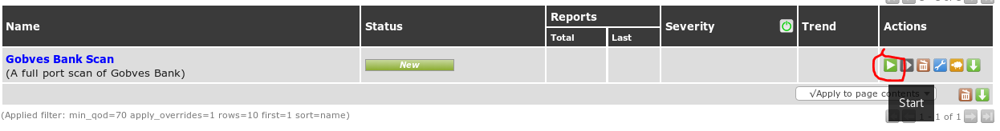 Name Status Reports Severity Trend Actions
Total Last
Gobves Bank Scan New
(A full port scan of Gobves Bank)
√Apply to page contents
Start
(Applied filter: min_qod=70 apply_overrides=1 rows=10 first=1 sort=name) 1 - 1 of 1